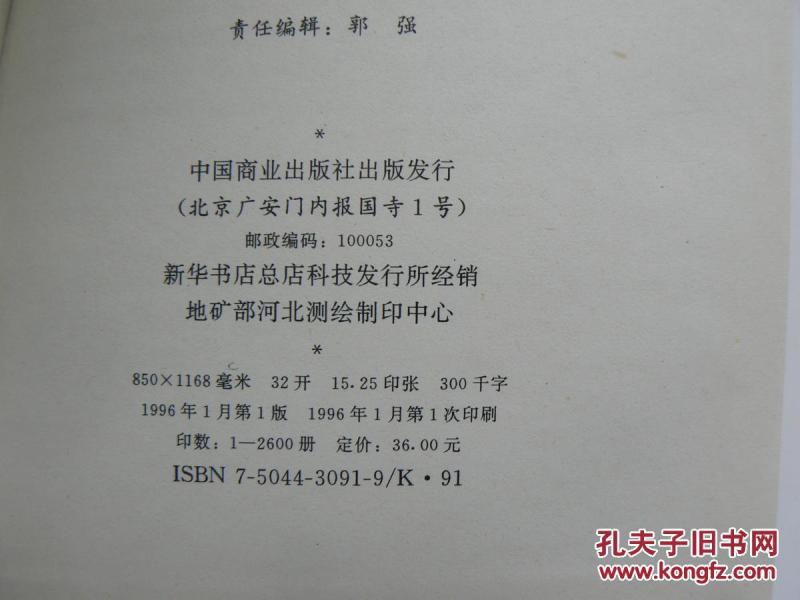 责任编辑：郭　强
*
中国商业出版社出版发行
（北京广安门内报国寺1号）
邮政编码：100053
新华书店总店科技发行所经销
地矿部河北测绘制印中心
*
850×1168毫米　32开　15.25印张　300千字
1996年1月第1版　1996年1月第1次印刷
印数：1—2600册　定价：36.00元
ISBN 7-5044-3091-9/K·91
孔夫子旧书网
www.kongfz.com